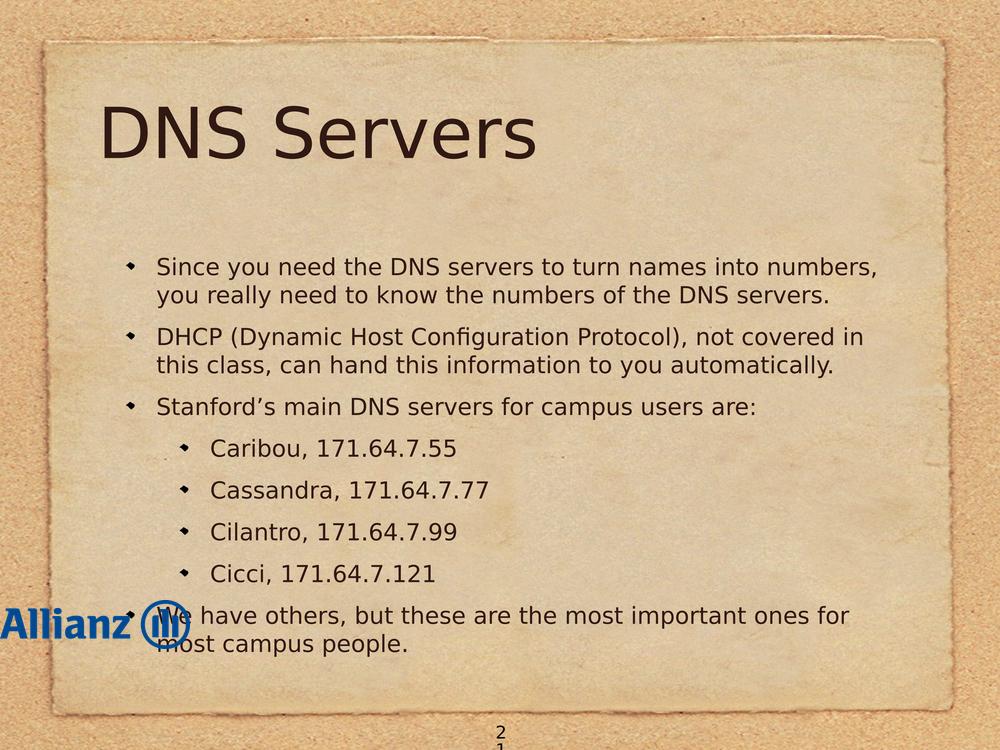 DNS Servers
Since you need the DNS servers to turn names into numbers,
you really need to know the numbers of the DNS servers.
DHCP (Dynamic Host Configuration Protocol), not covered in
this class, can hand this information to you automatically.
Stanford’s main DNS servers for campus users are:
Caribou, 171.64.7.55
Cassandra, 171.64.7.77
Cilantro, 171.64.7.99
Cicci, 171.64.7.121
We have others, but these are the most important ones for
most campus people.
Allianz
2
1